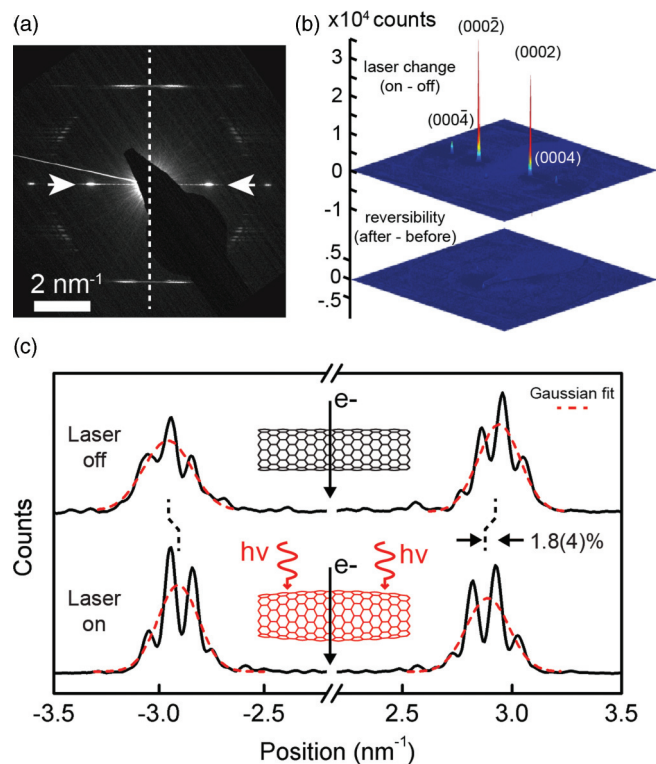 (a)
2 nm⁻¹
(b)
x10⁴ counts
3
2
1
0
-1
.5
0
-.5
laser change
(on - off)
(0002̄)
(0002)
(0004̄)
(0004)
reversibility
(after - before)
(c)
Counts
Laser
off
e-
Gaussian fit
hν
e-
hν
1.8(4)%
Laser
on
-3.5
-3.0
-2.5
2.5
3.0
3.5
Position (nm⁻¹)